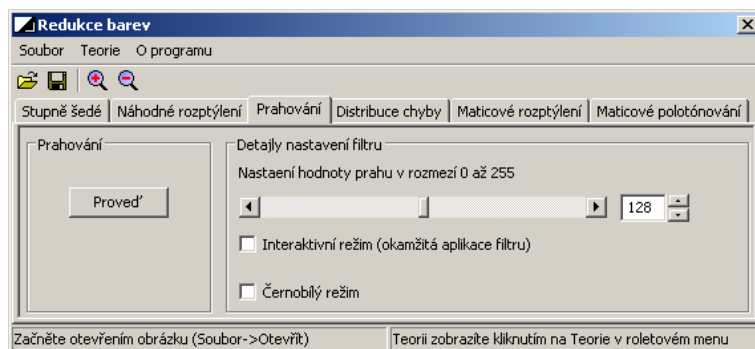 Redukce barev
Soubor Teorie O programu
Stupně šedé Náhodné rozptýlení Prahování Distribuce chyby Maticové rozptýlení Maticové polotónování
Prahování
Detajly nastavení filtru
Nastaení hodnoty prahu v rozmezí 0 až 255
Proveď
128
Interaktivní režim (okamžitá aplikace filtru)
Černobílý režim
Začněte otevřením obrázku (Soubor->Otevřít) Teorii zobrazíte kliknutím na Teorie v roletovém menu